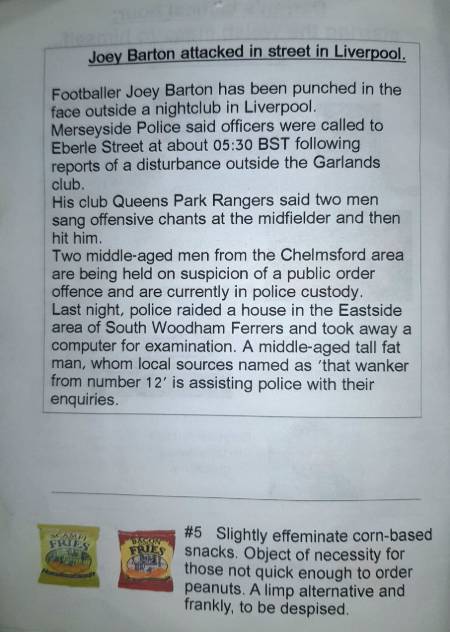 Joey Barton attacked in street in Liverpool.
Footballer Joey Barton has been punched in the
face outside a nightclub in Liverpool.
Merseyside Police said officers were called to
Eberle Street at about 05:30 BST following
reports of a disturbance outside the Garlands
club.
His club Queens Park Rangers said two men
sang offensive chants at the midfielder and then
hit him.
Two middle-aged men from the Chelmsford area
are being held on suspicion of a public order
offence and are currently in police custody.
Last night, police raided a house in the Eastside
area of South Woodham Ferrers and took away a
computer for examination. A middle-aged tall fat
man, whom local sources named as 'that wanker
from number 12' is assisting police with their
enquiries.
SCAMPI
FRIES
BACON
FRIES
#5 Slightly effeminate corn-based
snacks. Object of necessity for
those not quick enough to order
peanuts. A limp alternative and
frankly, to be despised.